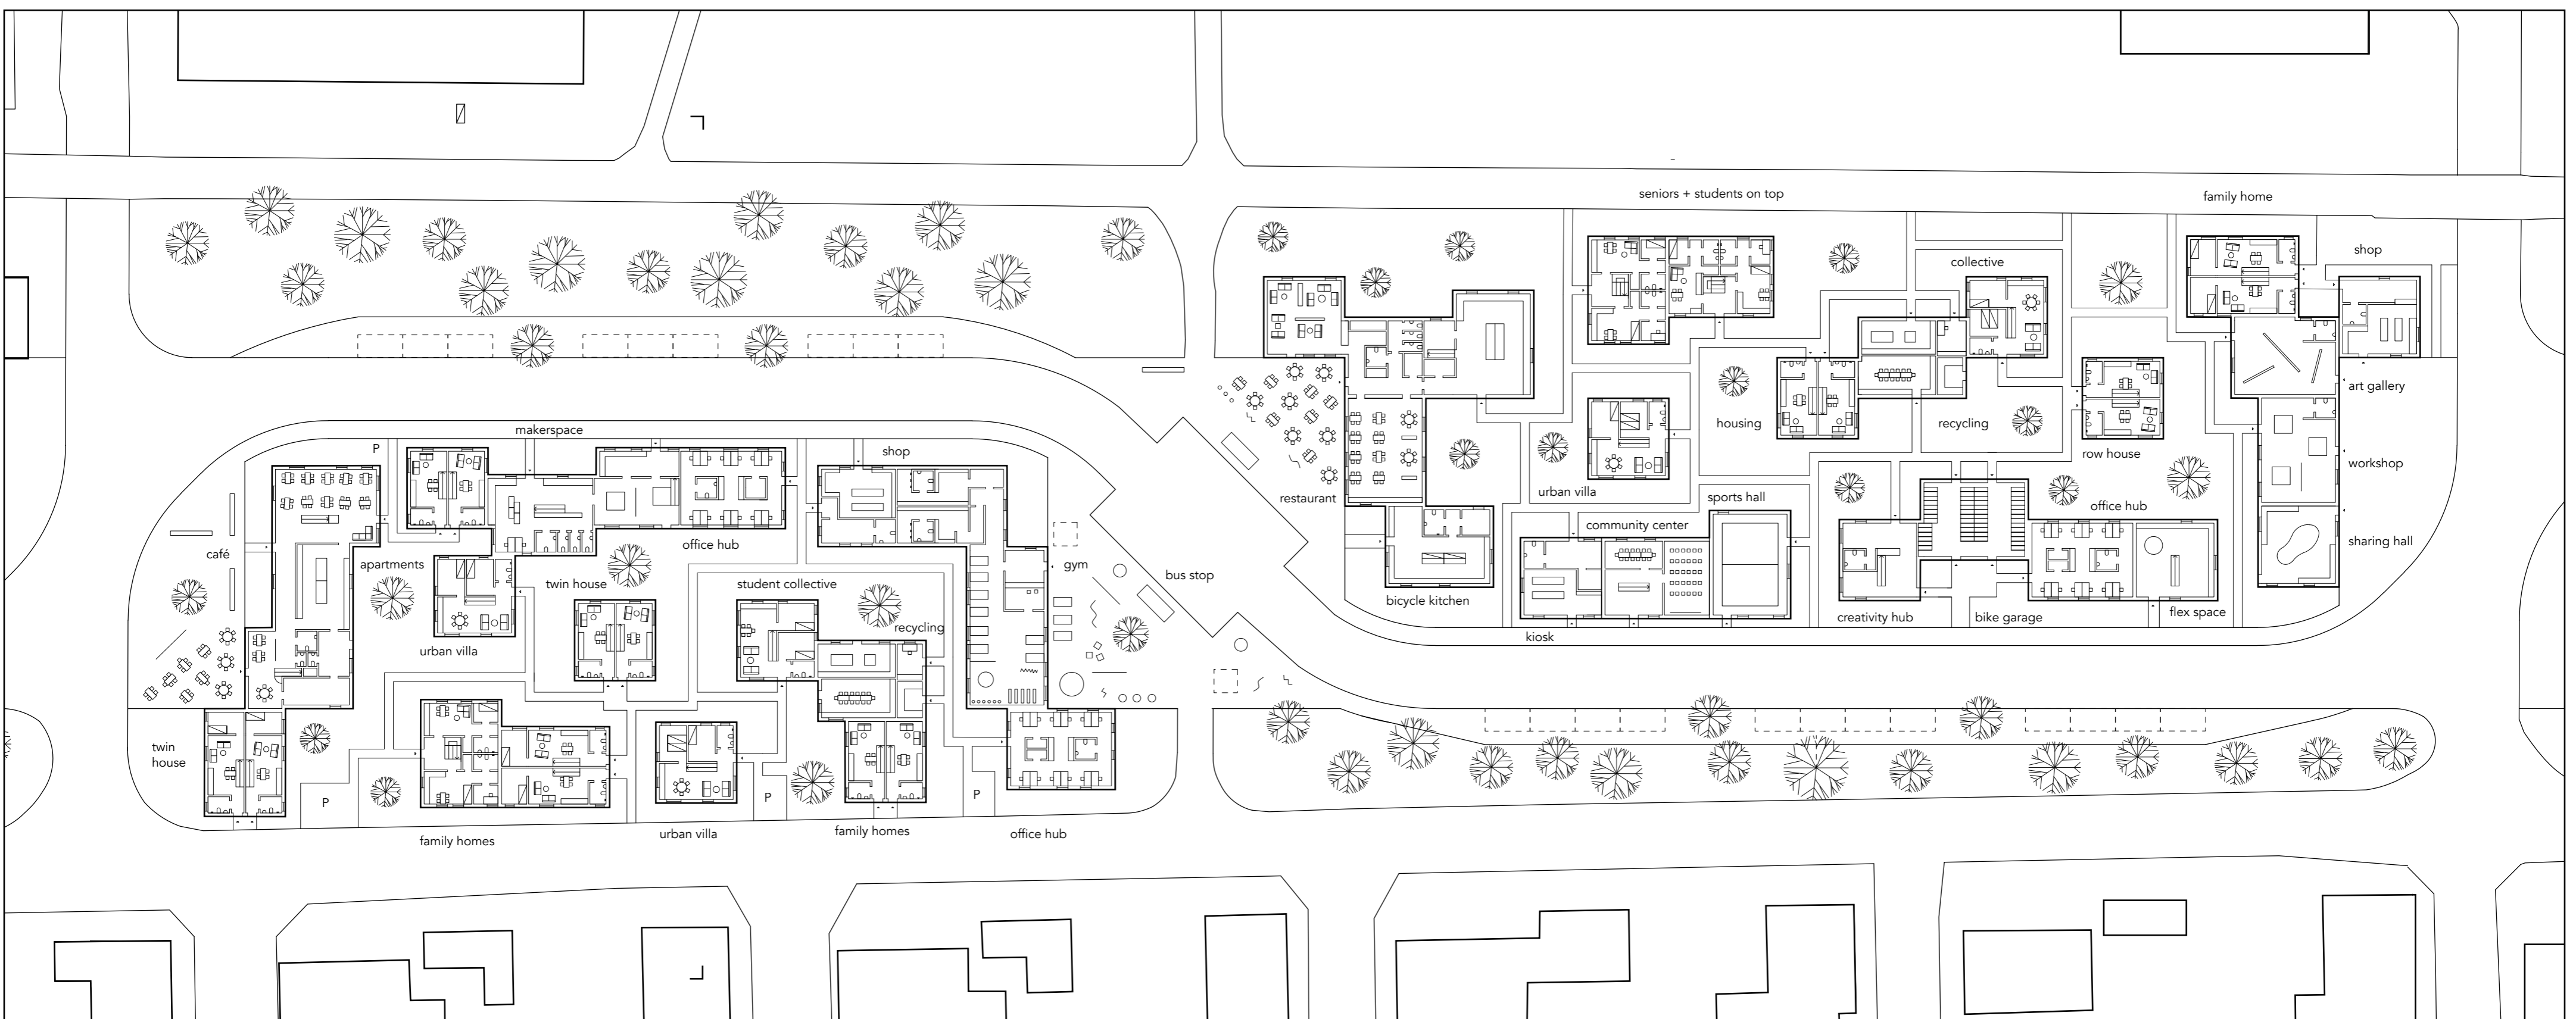 seniors + students on top
family home
shop
collective
art gallery
housing
recycling
row house
workshop
restaurant
urban villa
sports hall
office hub
community center
sharing hall
bicycle kitchen
kiosk
creativity hub
bike garage
flex space
makerspace
P
shop
café
apartments
office hub
gym
bus stop
twin house
student collective
recycling
urban villa
twin
house
P
P
P
family homes
urban villa
family homes
office hub